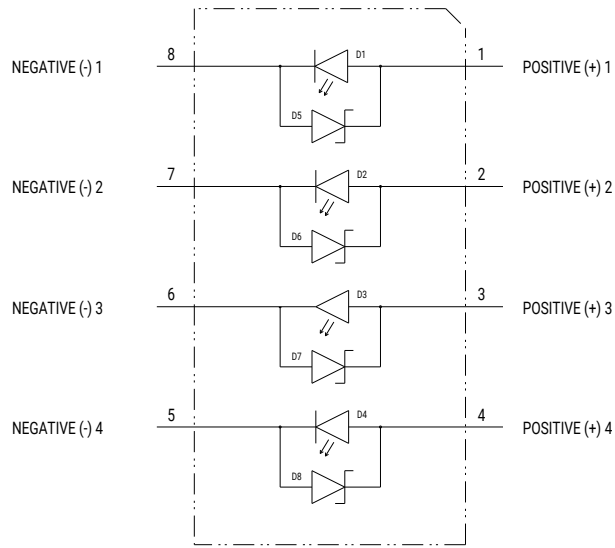 8 D1 1
NEGATIVE (-) 1 POSITIVE (+) 1
D5
7 D2 2
NEGATIVE (-) 2 POSITIVE (+) 2
D6
6 D3 3
NEGATIVE (-) 3 POSITIVE (+) 3
D7
5 D4 4
NEGATIVE (-) 4 POSITIVE (+) 4
D8